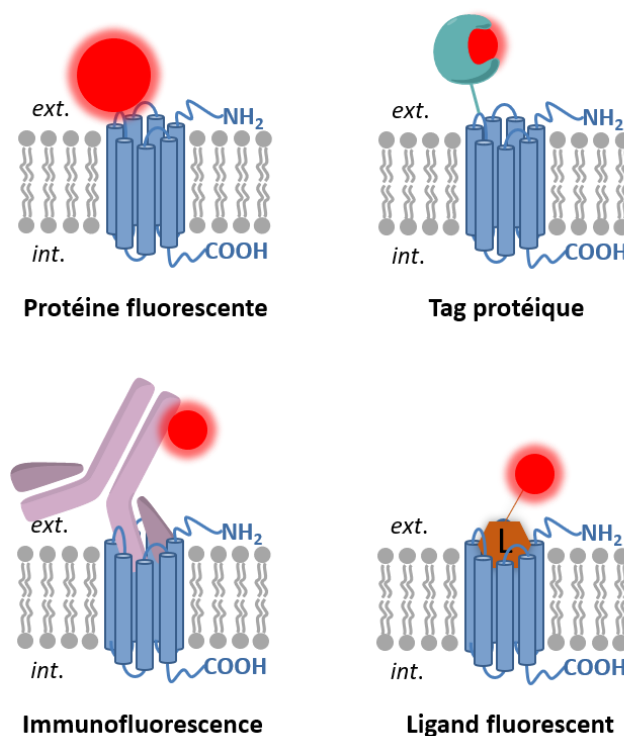 ext.
NH2
int.
COOH
Protéine fluorescente
ext.
NH2
int.
COOH
Tag protéique
ext.
NH2
int.
COOH
Immunofluorescence
L
ext.
NH2
int.
COOH
Ligand fluorescent